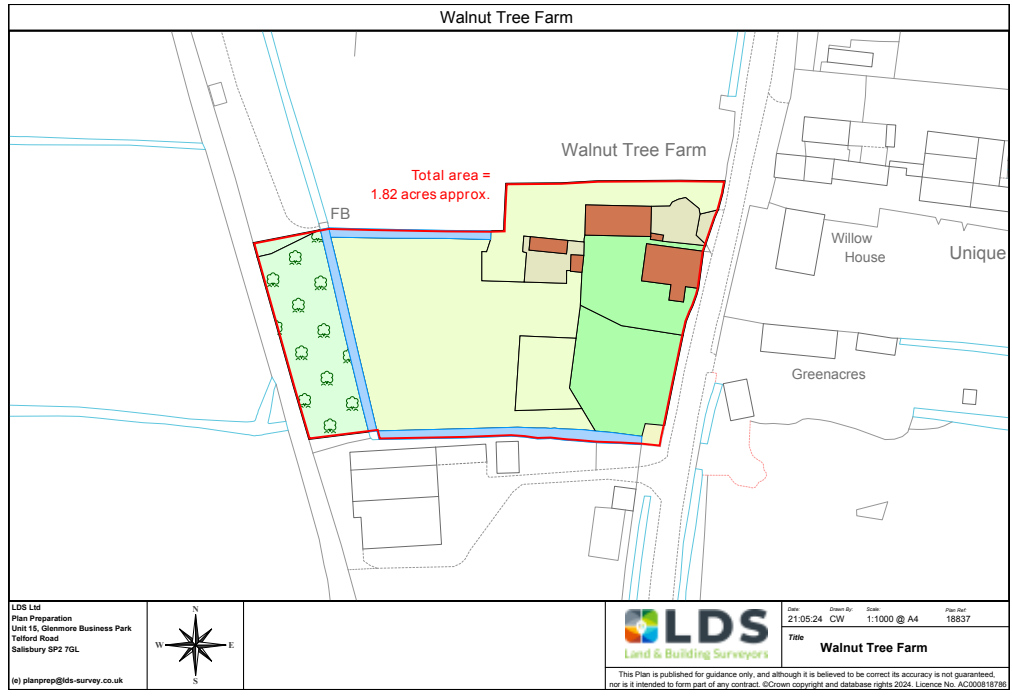 Walnut Tree Farm
Walnut Tree Farm
Total area =
1.82 acres approx.
FB
Willow
House
Unique
Greenacres
LDS Ltd
Plan Preparation
Unit 15, Glenmore Business Park
Telford Road
Salisbury SP2 7GL
(e) planprep@lds-survey.co.uk
N
W E
S
LDS
Land & Building Surveyors
Date: Drawn By: Scale: Plan Ref:
21:05:24 CW 1:1000 @ A4 18837
Title
Walnut Tree Farm
This Plan is published for guidance only, and although it is believed to be correct its accuracy is not guaranteed,
nor is it intended to form part of any contract. ©Crown copyright and database rights 2024. Licence No. AC000818786